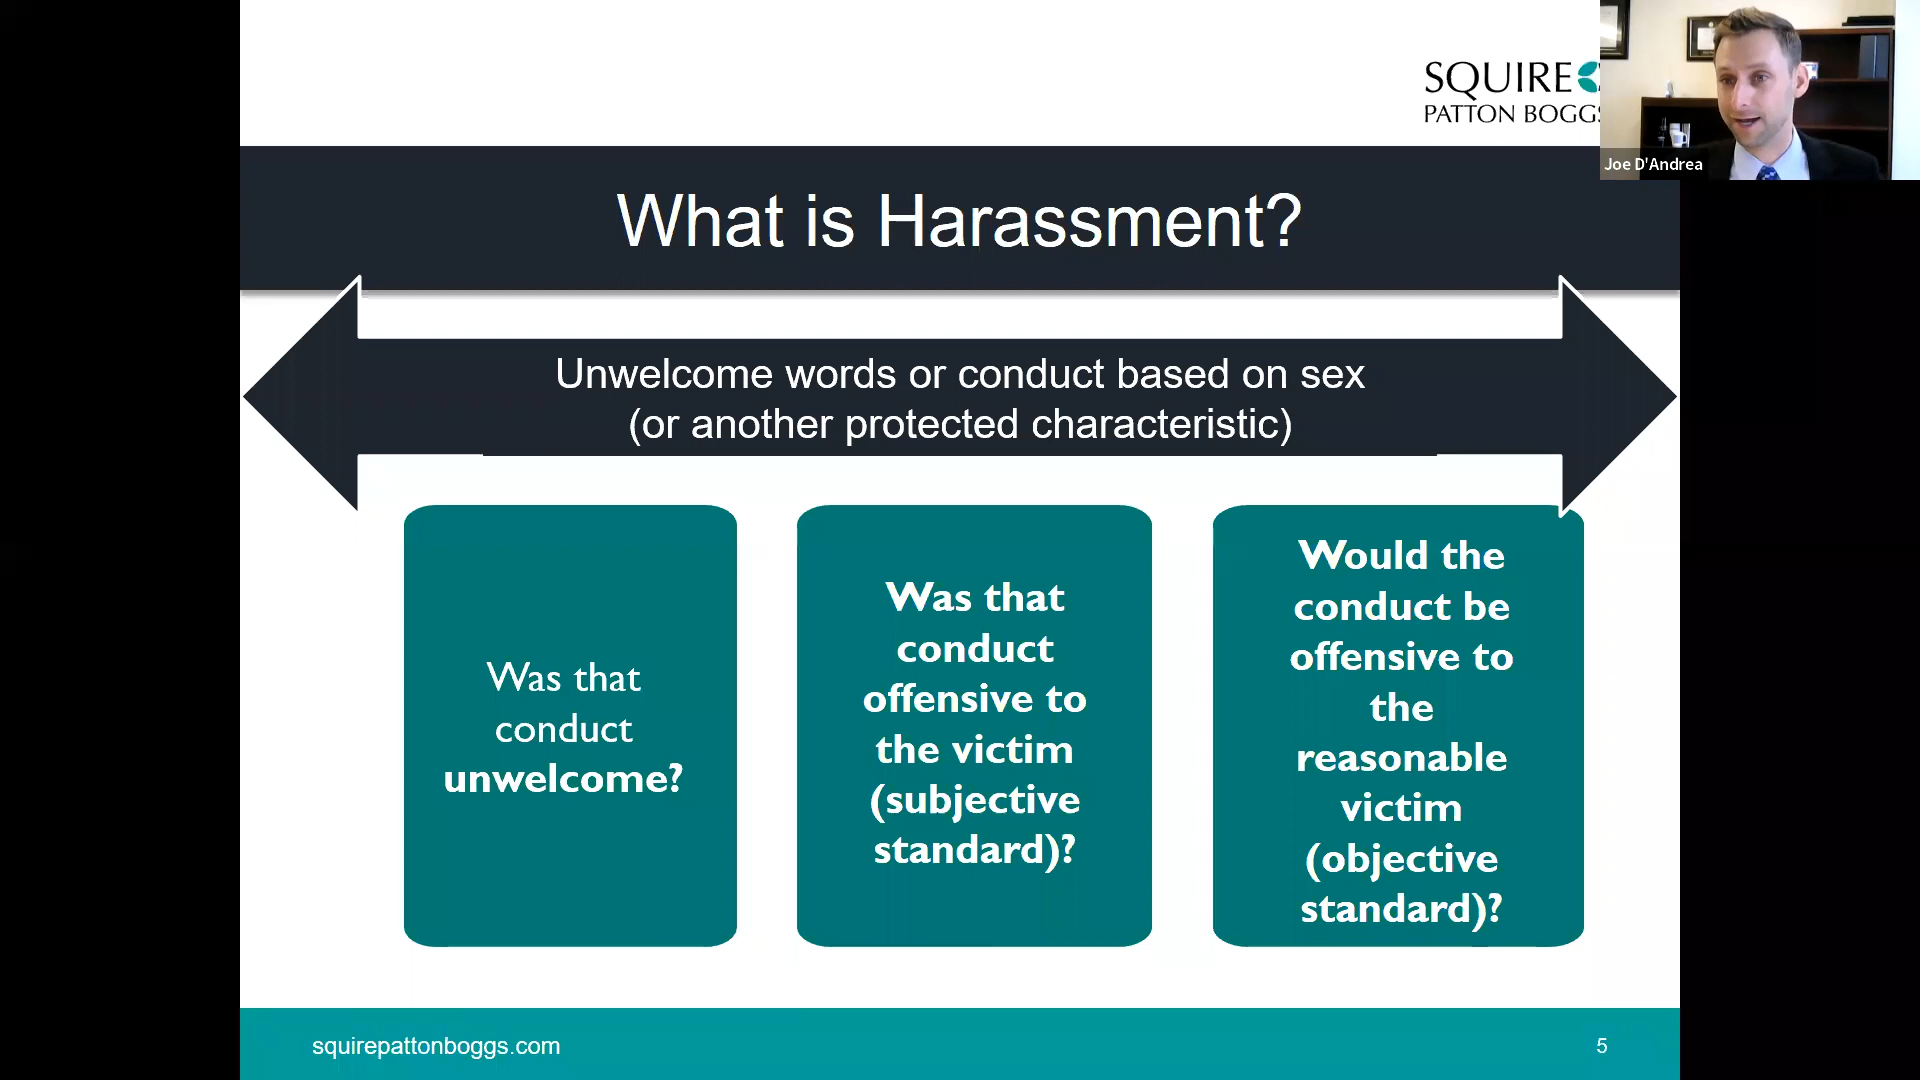 SQUIRE
PATTON BOGGS
Joe D'Andrea
What is Harassment?
Unwelcome words or conduct based on sex
(or another protected characteristic)
Was that
conduct
unwelcome?
Was that
conduct
offensive to
the victim
(subjective
standard)?
Would the
conduct be
offensive to
the
reasonable
victim
(objective
standard)?
squirepattonboggs.com
5